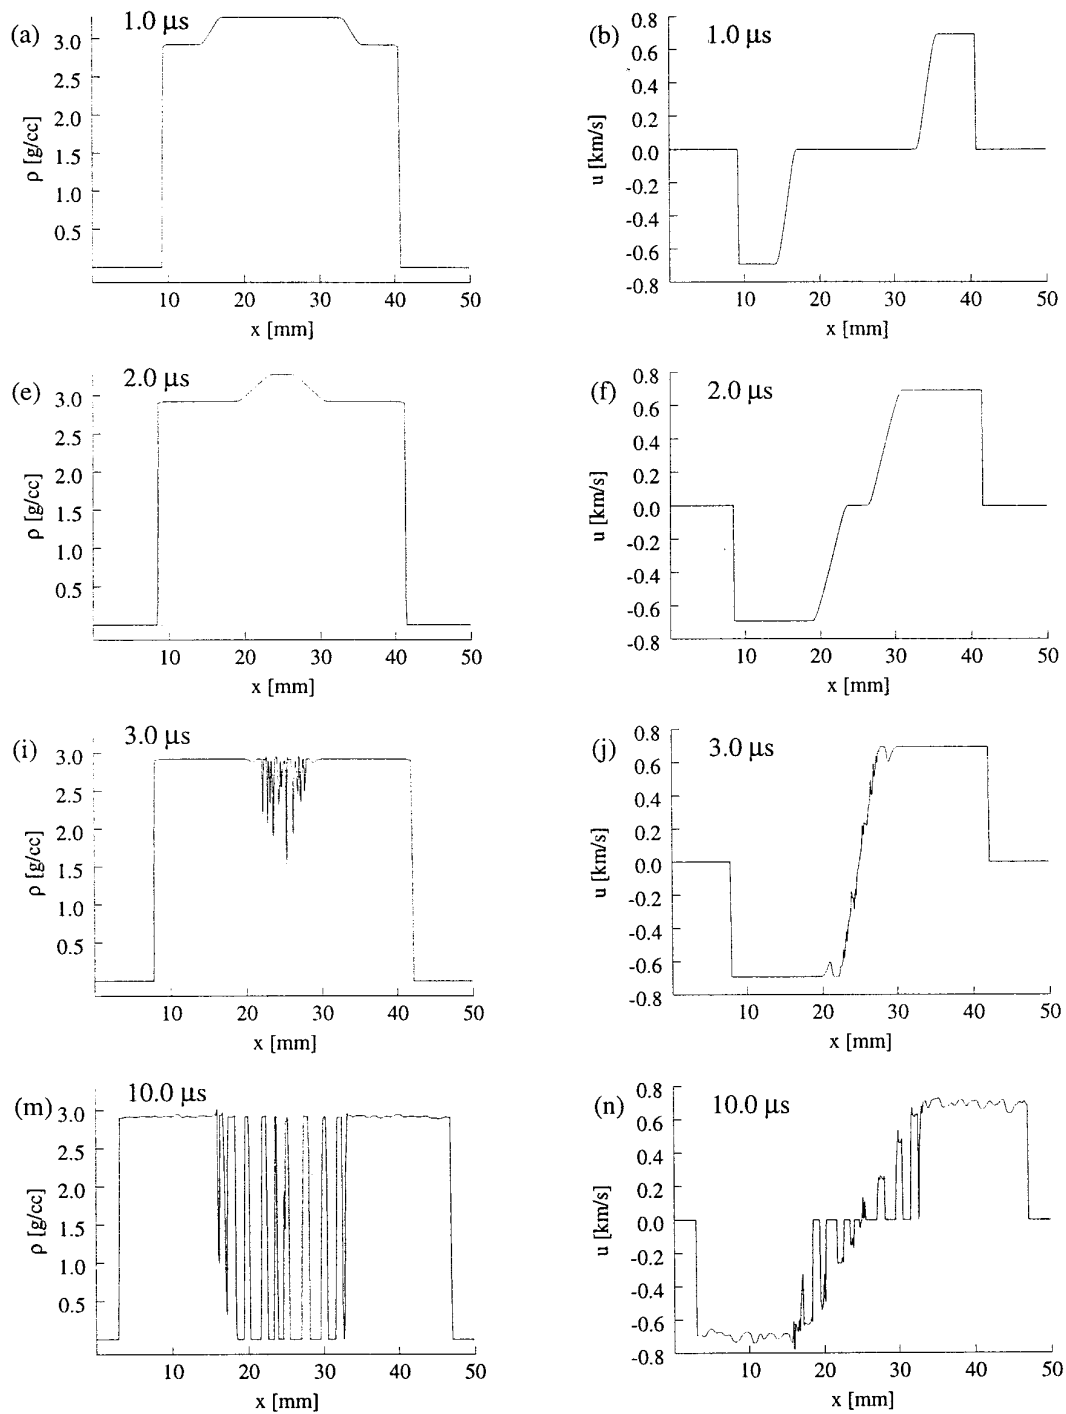 (a)
1.0 μs
3.0
2.5
2.0
1.5
1.0
0.5
ρ [g/cc]
10 20 30 40 50
x [mm]
(b)
1.0 μs
0.8
0.6
0.4
0.2
0.0
-0.2
-0.4
-0.6
-0.8
u [km/s]
10 20 30 40 50
x [mm]
(e)
2.0 μs
3.0
2.5
2.0
1.5
1.0
0.5
ρ [g/cc]
10 20 30 40 50
x [mm]
(f)
2.0 μs
0.8
0.6
0.4
0.2
0.0
-0.2
-0.4
-0.6
-0.8
u [km/s]
10 20 30 40 50
x [mm]
(i)
3.0 μs
3.0
2.5
2.0
1.5
1.0
0.5
ρ [g/cc]
10 20 30 40 50
x [mm]
(j)
3.0 μs
0.8
0.6
0.4
0.2
0.0
-0.2
-0.4
-0.6
-0.8
u [km/s]
10 20 30 40 50
x [mm]
(m)
10.0 μs
3.0
2.5
2.0
1.5
1.0
0.5
ρ [g/cc]
10 20 30 40 50
x [mm]
(n)
10.0 μs
0.8
0.6
0.4
0.2
0.0
-0.2
-0.4
-0.6
-0.8
u [km/s]
10 20 30 40 50
x [mm]